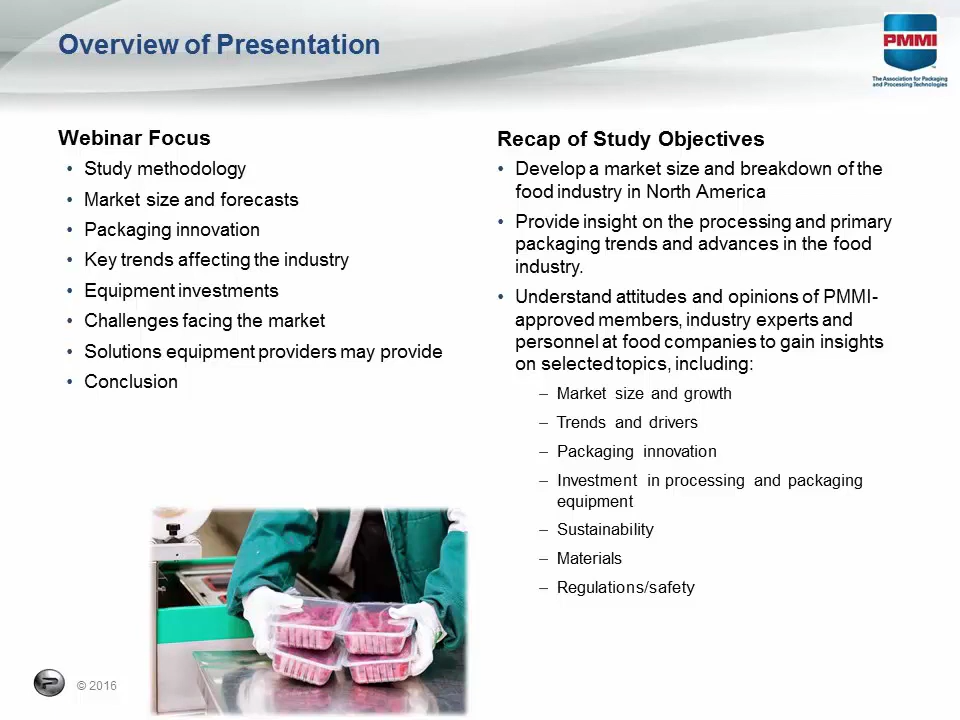 Overview of Presentation
PMMI
The Association for Packaging
and Processing Technologies
Webinar Focus
• Study methodology
• Market size and forecasts
• Packaging innovation
• Key trends affecting the industry
• Equipment investments
• Challenges facing the market
• Solutions equipment providers may provide
• Conclusion
Recap of Study Objectives
• Develop a market size and breakdown of the
food industry in North America
• Provide insight on the processing and primary
packaging trends and advances in the food
industry.
• Understand attitudes and opinions of PMMI-
approved members, industry experts and
personnel at food companies to gain insights
on selected topics, including:
– Market size and growth
– Trends and drivers
– Packaging innovation
– Investment in processing and packaging
equipment
– Sustainability
– Materials
– Regulations/safety
© 2016